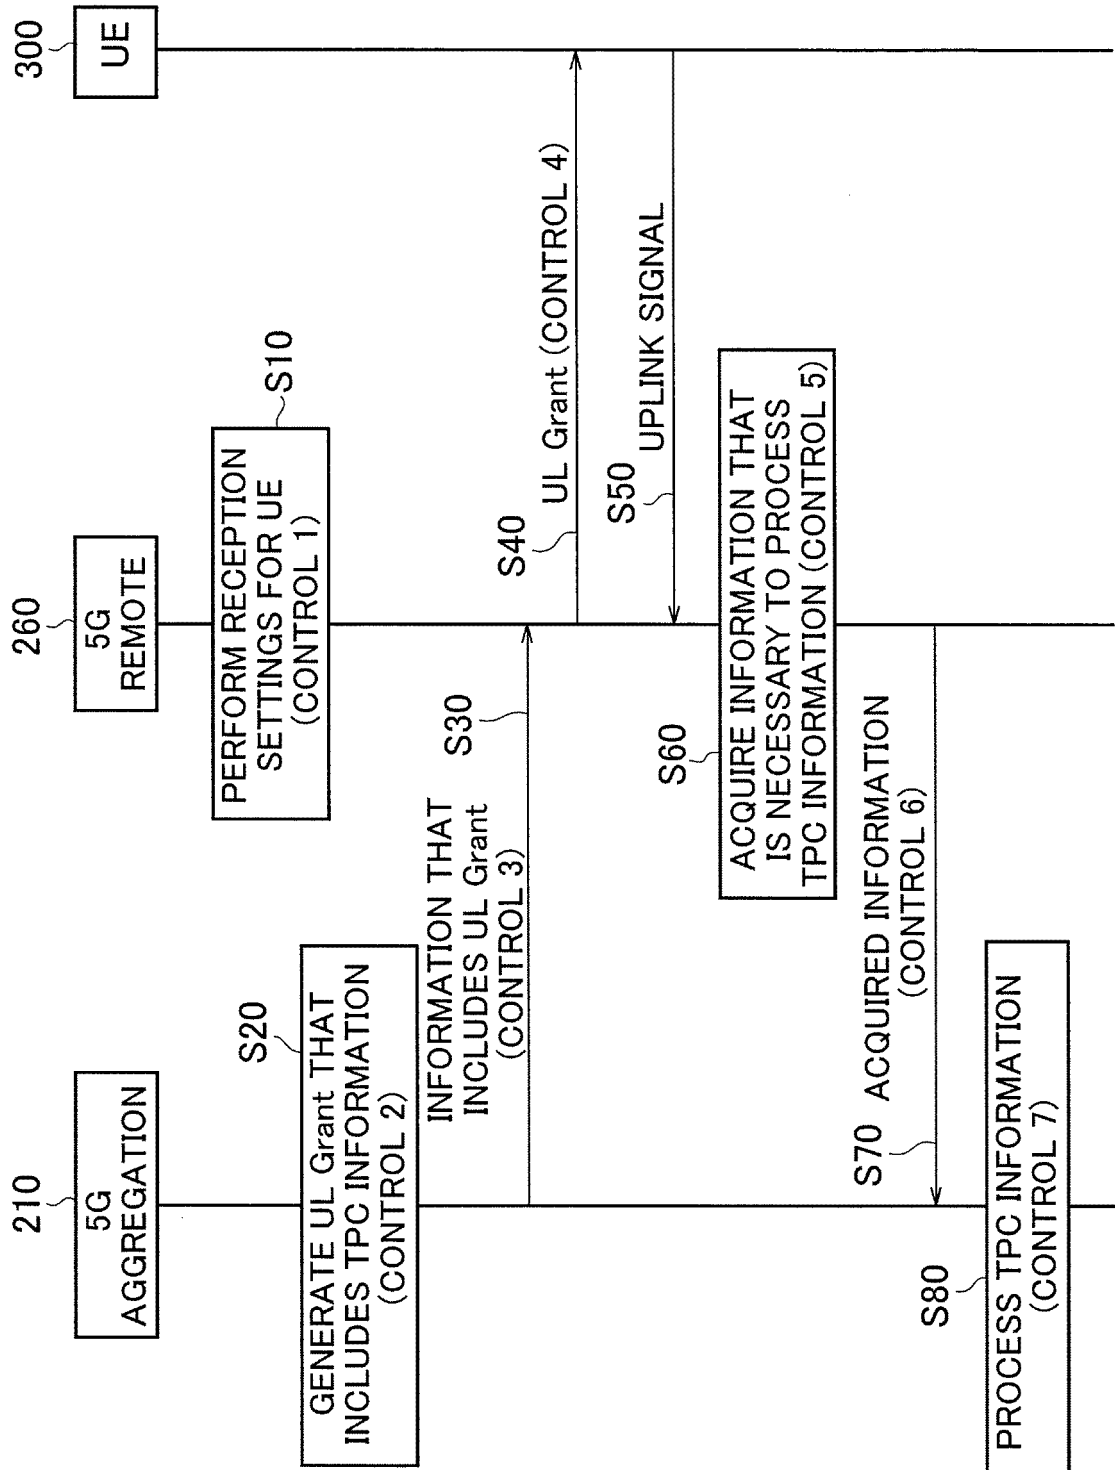 210
5G
AGGREGATION
260
5G
REMOTE
300
UE
PERFORM RECEPTION
SETTINGS FOR UE
(CONTROL 1)
S10
S20
GENERATE UL Grant THAT
INCLUDES TPC INFORMATION
(CONTROL 2)
INFORMATION THAT
INCLUDES UL Grant
(CONTROL 3)
S30
S40
UL Grant (CONTROL 4)
S50
UPLINK SIGNAL
S60
ACQUIRE INFORMATION THAT
IS NECESSARY TO PROCESS
TPC INFORMATION (CONTROL 5)
S70
ACQUIRED INFORMATION
(CONTROL 6)
S80
PROCESS TPC INFORMATION
(CONTROL 7)